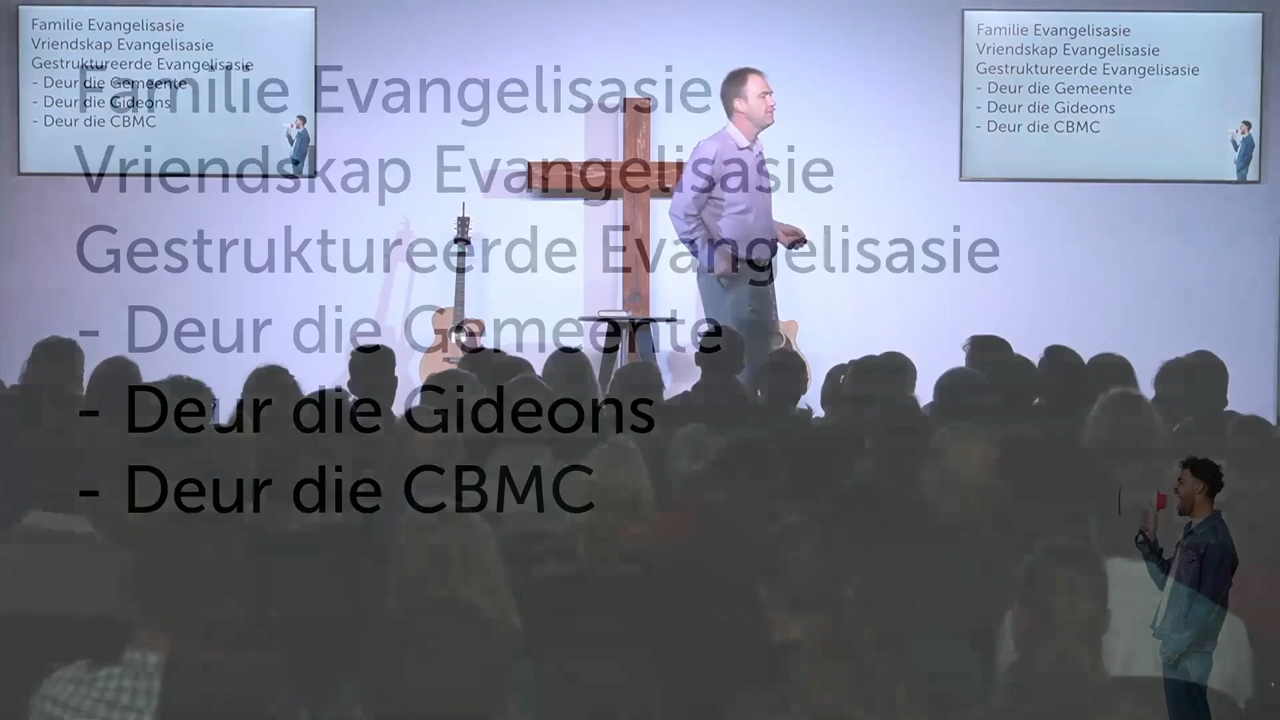 Familie Evangelisasie
Vriendskap Evangelisasie
Gestruktureerde Evangelisasie
- Deur die Gemeente
- Deur die Gideons
- Deur die CBMC
Familie Evangelisasie
Vriendskap Evangelisasie
Gestruktureerde Evangelisasie
- Deur die Gemeente
- Deur die Gideons
- Deur die CBMC
Familie Evangelisasie
Vriendskap Evangelisasie
Gestruktureerde Evangelisasie
- Deur die Gemeente
- Deur die Gideons
- Deur die CBMC